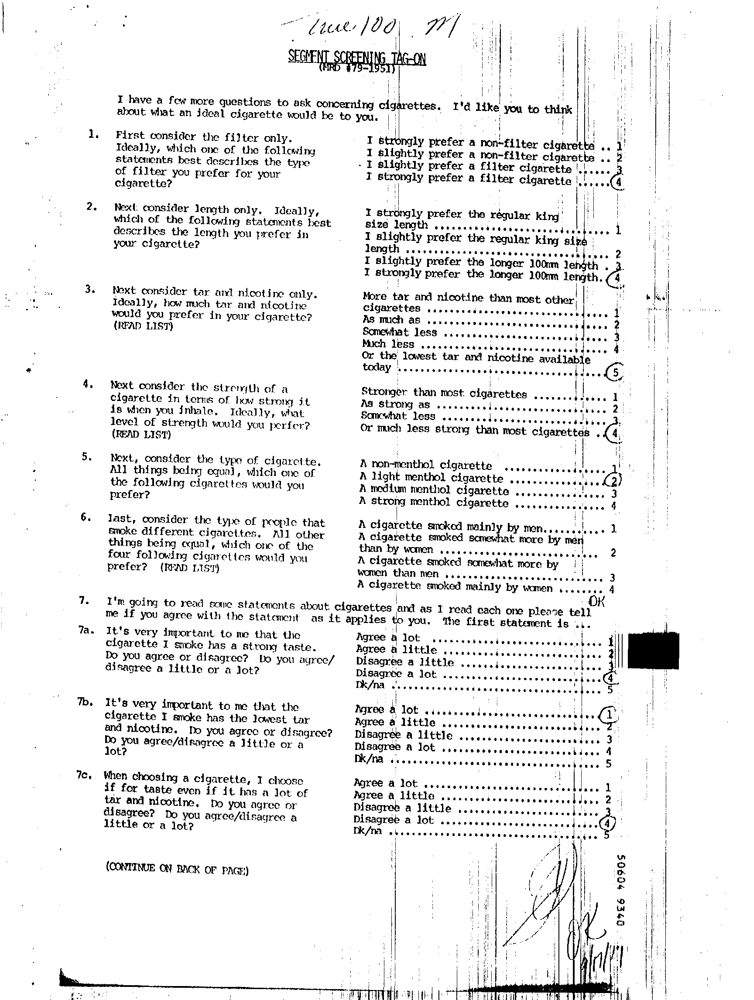 True 100 M
SEGMENT SCREENING TAG-ON
(MRD #79-1951)
I have a few more questions to ask concerning cigarettes. I'd like you to think
about what an ideal cigarette would be to you.
1. First consider the filter only.
Ideally, which one of the following
statements best describes the type
of filter you prefer for your
cigarette?
I strongly prefer a non-filter cigarette .. 1
I slightly prefer a non-filter cigarette .. 2
I slightly prefer a filter cigarette ...... 3
I strongly prefer a filter cigarette ...... 4
2. Next consider length only. Ideally,
which of the following statements best
describes the length you prefer in
your cigarette?
I strongly prefer the regular king
size length .............................. 1
I slightly prefer the regular king size
length ................................... 2
I slightly prefer the longer 100mm length . 3
I strongly prefer the longer 100mm length. 4
3. Next consider tar and nicotine only.
Ideally, how much tar and nicotine
would you prefer in your cigarette?
(READ LIST)
More tar and nicotine than most other
cigarettes ............................... 1
As much as ............................... 2
Somewhat less ............................ 3
Much less ................................ 4
Or the lowest tar and nicotine available
today .................................... 5
4. Next consider the strength of a
cigarette in terms of how strong it
is when you inhale. Ideally, what
level of strength would you perfer?
(READ LIST)
Stronger than most cigarettes ............ 1
As strong as ............................. 2
Somewhat less ............................ 3
Or much less strong than most cigarettes .. 4
5. Next, consider the type of cigarette.
All things being equal, which one of
the following cigarettes would you
prefer?
A non-menthol cigarette .................. 1
A light menthol cigarette ................ 2
A medium menthol cigarette ............... 3
A strong menthol cigarette ............... 4
6. Last, consider the type of people that
smoke different cigarettes. All other
things being equal, which one of the
four following cigarettes would you
prefer? (READ LIST)
A cigarette smoked mainly by men.......... 1
A cigarette smoked somewhat more by men
than by women ............................ 2
A cigarette smoked somewhat more by
women than men ........................... 3
A cigarette smoked mainly by women ....... 4
DK
7. I'm going to read some statements about cigarettes and as I read each one please tell
me if you agree with the statement as it applies to you. The first statement is ...
7a. It's very important to me that the
cigarette I smoke has a strong taste.
Do you agree or disagree? Do you agree/
disagree a little or a lot?
Agree a lot .............................. 1
Agree a little ........................... 2
Disagree a little ........................ 3
Disagree a lot ........................... 4
Dk/na .................................... 5
7b. It's very important to me that the
cigarette I smoke has the lowest tar
and nicotine. Do you agree or disagree?
Do you agree/disagree a little or a
lot?
Agree a lot .............................. 1
Agree a little ........................... 2
Disagree a little ........................ 3
Disagree a lot ........................... 4
Dk/na .................................... 5
7c. When choosing a cigarette, I choose
if for taste even if it has a lot of
tar and nicotine. Do you agree or
disagree? Do you agree/disagree a
little or a lot?
Agree a lot .............................. 1
Agree a little ........................... 2
Disagree a little ........................ 3
Disagree a lot ........................... 4
Dk/na .................................... 5
(CONTINUE ON BACK OF PAGE)
50604 9340